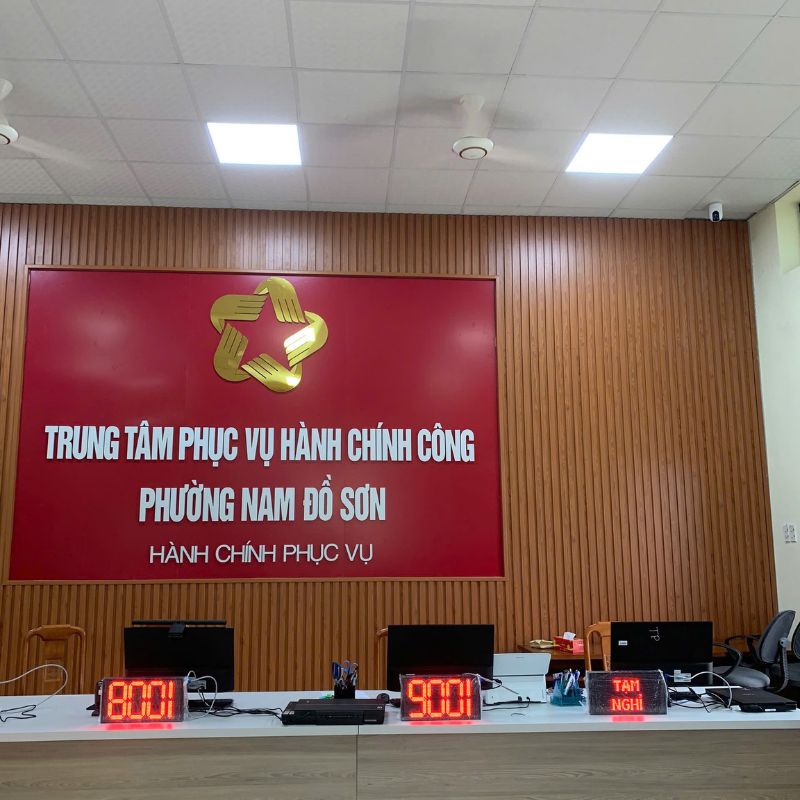 TRUNG TÂM PHỤC VỤ HÀNH CHÍNH CÔNG
PHƯỜNG NAM ĐỒ SƠN
HÀNH CHÍNH PHỤC VỤ
TP
8001
9001
TẠM
NGHỈ